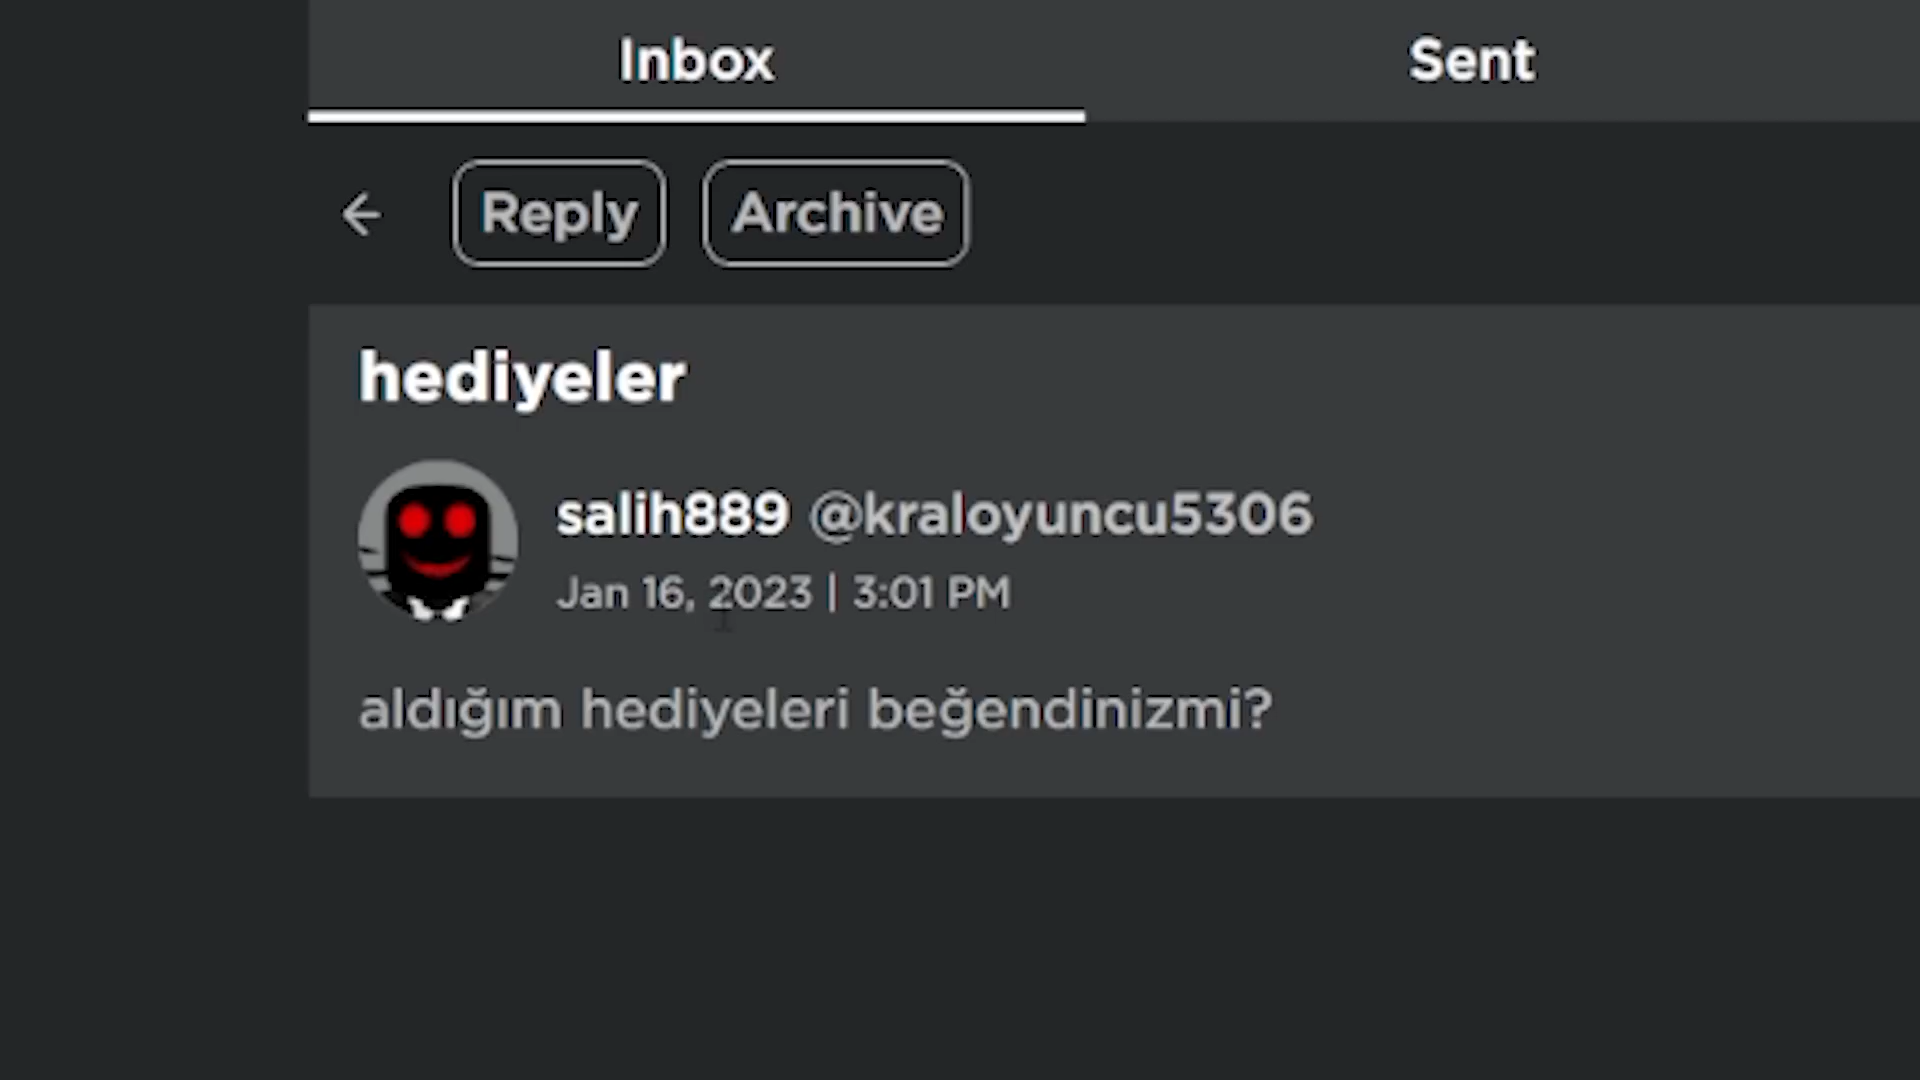 Inbox Sent
Reply Archive
hediyeler
salih889 @kraloyuncu5306
Jan 16, 2023 | 3:01 PM
aldığım hediyeleri beğendinizmi?